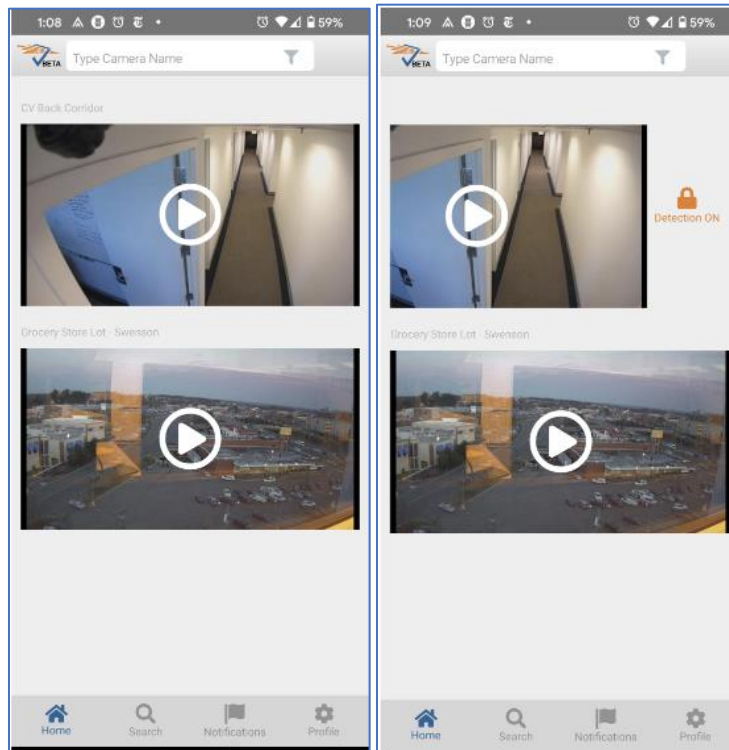 1:08
59%
BETA
Type Camera Name
CV Back Corridor
Grocery Store Lot - Swenson
Home
Search
Notifications
Profile
1:09
59%
BETA
Type Camera Name
Detection ON
Grocery Store Lot - Swenson
Home
Search
Notifications
Profile